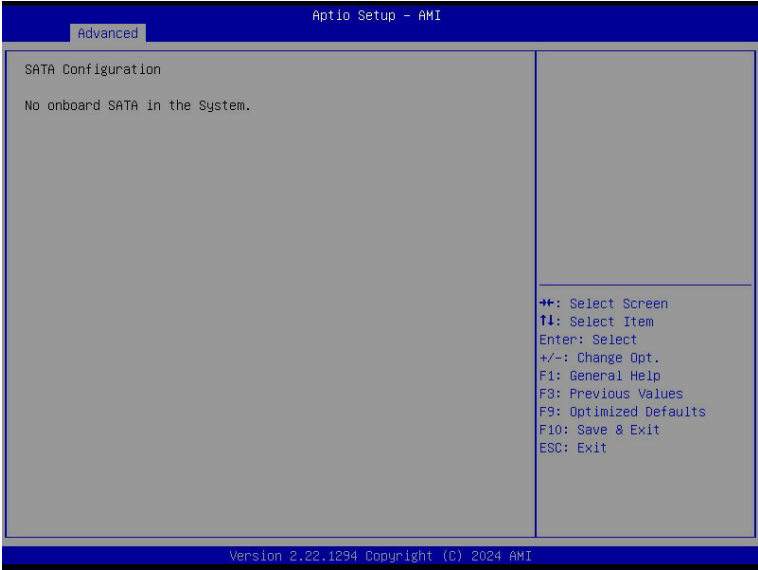 Aptio Setup - AMI
Advanced
SATA Configuration
No onboard SATA in the System.
→←: Select Screen
↑↓: Select Item
Enter: Select
+/-: Change Opt.
F1: General Help
F3: Previous Values
F9: Optimized Defaults
F10: Save & Exit
ESC: Exit
Version 2.22.1294 Copyright (C) 2024 AMI